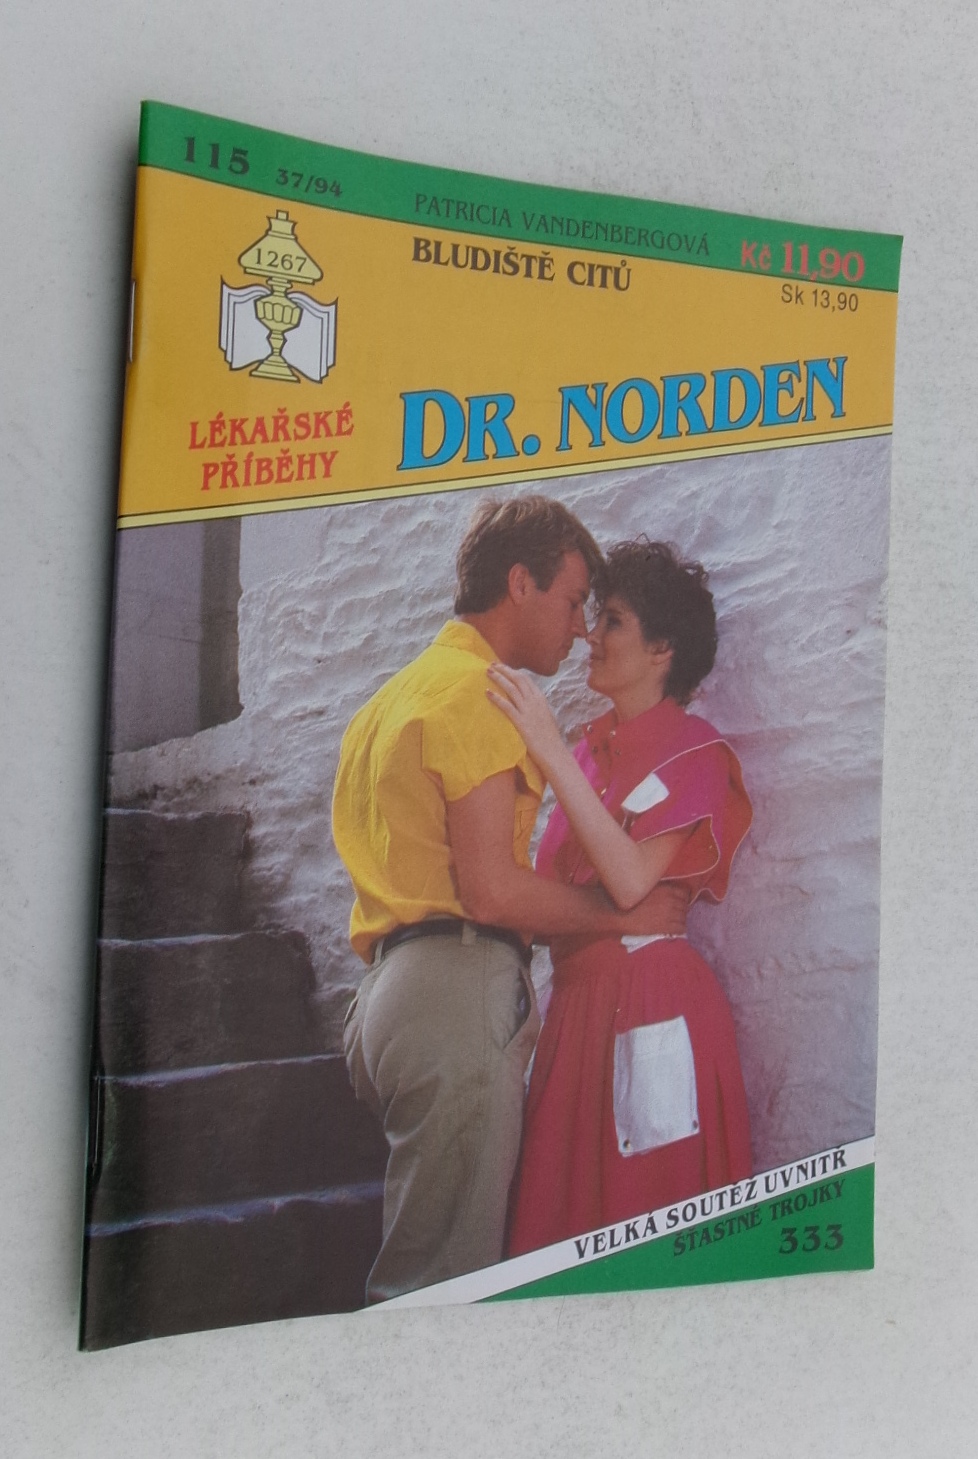 115 37/94
PATRICIA VANDENBERGOVÁ
BLUDIŠTĚ CITŮ
Kč 11,90
Sk 13,90
1267
LÉKAŘSKÉ
PŘÍBĚHY
DR. NORDEN
VELKÁ SOUTĚŽ UVNITŘ
ŠŤASTNÉ TROJKY
333